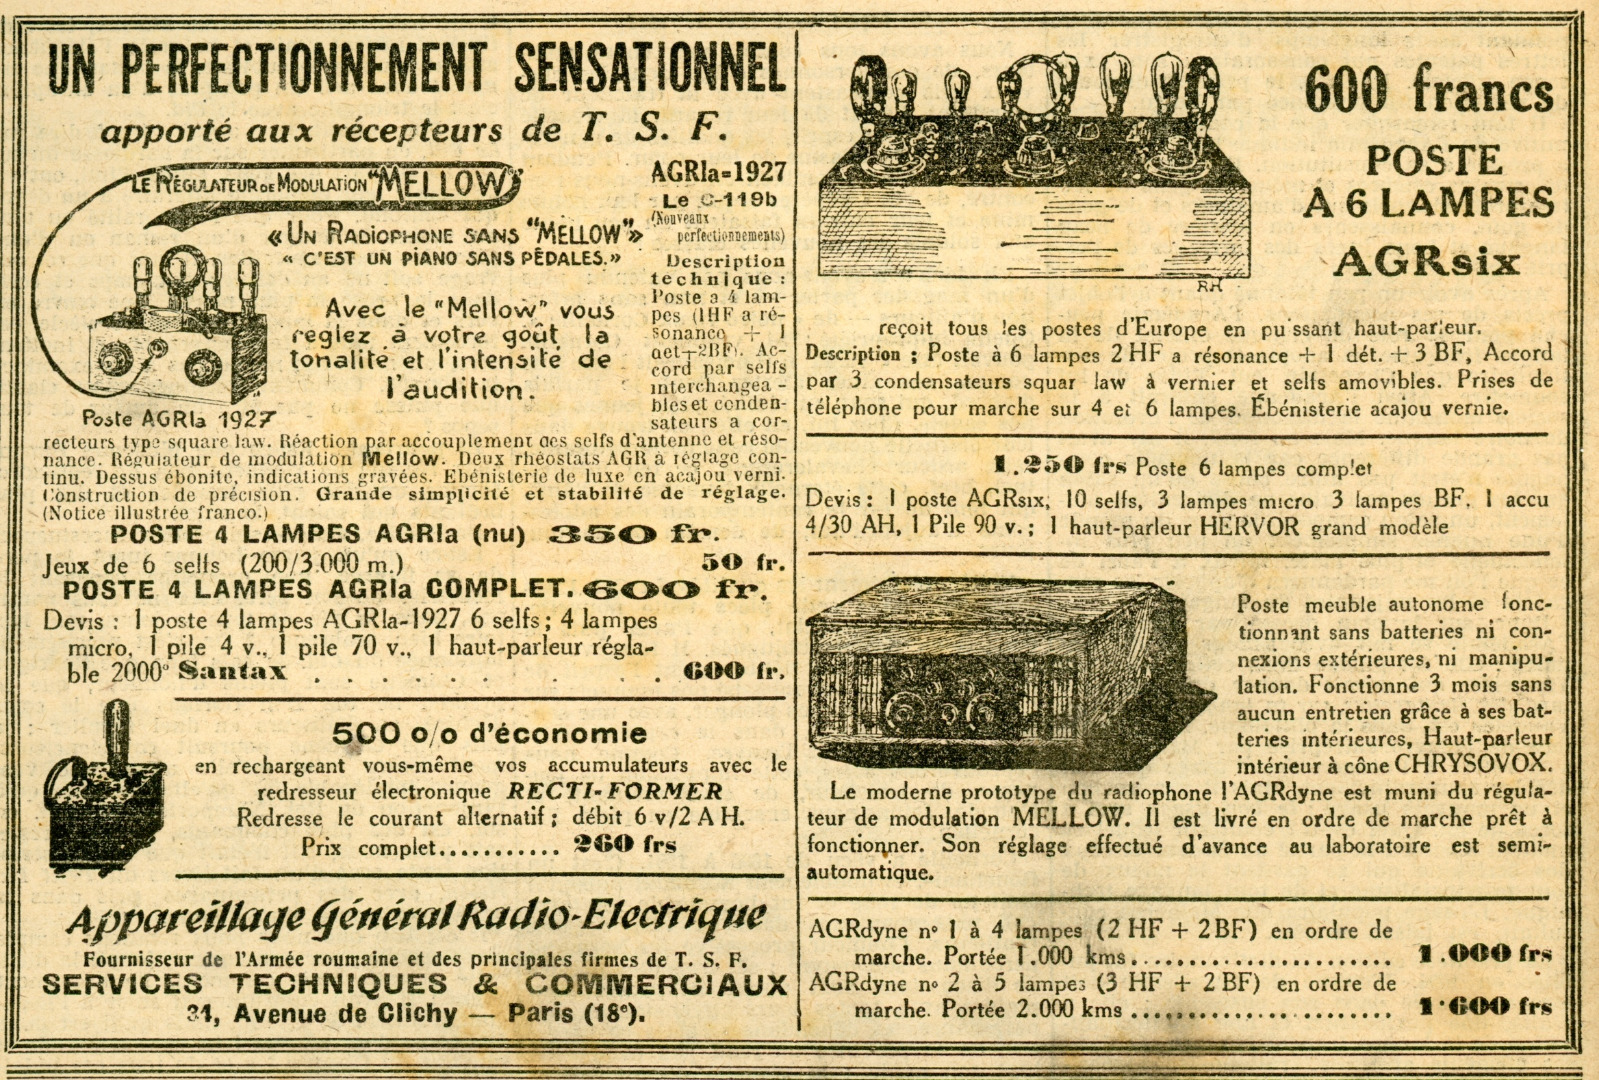 UN PERFECTIONNEMENT SENSATIONNEL
apporté aux récepteurs de T. S. F.
LE RÉGULATEUR DE MODULATION "MELLOW"
«UN RADIOPHONE SANS "MELLOW"»
« C'EST UN PIANO SANS PÉDALES.»
Avec le "Mellow" vous
reglez à votre goût la
tonalité et l'intensité de
l'audition.
Poste AGRIa 1927
AGRIa=1927
Le C-119b
(Nouveaux
perfectionnements)
Description
technique :
Poste a 4 lam-
pes (1HF a ré-
sonance + 1
det+2BF). Ac-
cord par selfs
interchangea-
bles et conden-
sateurs a cor-
recteurs type square law. Réaction par accouplement des selfs d'antenne et réso-
nance. Régulateur de modulation Mellow. Deux rhéostats AGR à réglage con-
tinu. Dessus ébonite, indications gravées. Ebénisterie de luxe en acajou verni.
Construction de précision. Grande simplicité et stabilité de réglage.
(Notice illustrée franco.)
POSTE 4 LAMPES AGRIa (nu) 350 fr.
Jeux de 6 selfs (200/3.000 m.) 50 fr.
POSTE 4 LAMPES AGRIa COMPLET. 600 fr.
Devis : 1 poste 4 lampes AGRIa-1927 6 selfs; 4 lampes
micro, 1 pile 4 v., 1 pile 70 v., 1 haut-parleur régla-
ble 2000° Santax . . . . . . . . . 600 fr.
500 o/o d'économie
en rechargeant vous-même vos accumulateurs avec le
redresseur électronique RECTI-FORMER
Redresse le courant alternatif; débit 6 v/2 A H.
Prix complet........... 260 frs
Appareillage Général Radio-Electrique
Fournisseur de l'Armée roumaine et des principales firmes de T. S. F.
SERVICES TECHNIQUES & COMMERCIAUX
31, Avenue de Clichy — Paris (18e).
RH
600 francs
POSTE
A 6 LAMPES
AGRsix
reçoit tous les postes d'Europe en puissant haut-parleur.
Description : Poste à 6 lampes 2 HF a résonance + 1 dét. + 3 BF, Accord
par 3 condensateurs squar law à vernier et selfs amovibles. Prises de
téléphone pour marche sur 4 et 6 lampes. Ébénisterie acajou vernie.
1.250 frs Poste 6 lampes complet
Devis : 1 poste AGRsix, 10 selfs, 3 lampes micro 3 lampes BF. 1 accu
4/30 AH, 1 Pile 90 v.; 1 haut-parleur HERVOR grand modèle
Poste meuble autonome fonc-
tionnant sans batteries ni con-
nexions extérieures, ni manipu-
lation. Fonctionne 3 mois sans
aucun entretien grâce à ses bat-
teries intérieures, Haut-parleur
intérieur à cône CHRYSOVOX.
Le moderne prototype du radiophone l'AGRdyne est muni du régula-
teur de modulation MELLOW. Il est livré en ordre de marche prêt à
fonctionner. Son réglage effectué d'avance au laboratoire est semi-
automatique.
AGRdyne n° 1 à 4 lampes (2 HF + 2BF) en ordre de
marche. Portée 1.000 kms........................ 1.000 frs
AGRdyne n° 2 à 5 lampes (3 HF + 2 BF) en ordre de
marche. Portée 2.000 kms........................ 1.600 frs